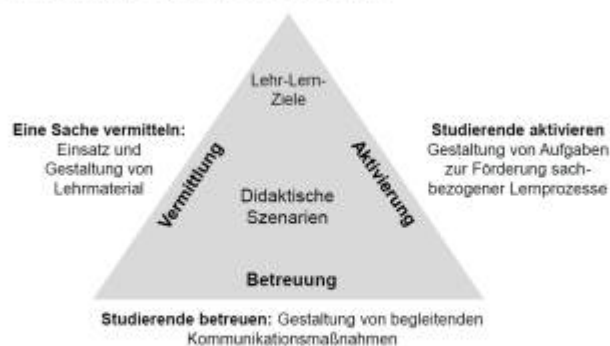 Lehr-Lern-
Ziele
Eine Sache vermitteln:
Einsatz und
Gestaltung von
Lehrmaterial
Vermittlung
Aktivierung
Studierende aktivieren
Gestaltung von Aufgaben
zur Förderung sach-
bezogener Lernprozesse
Didaktische
Szenarien
Betreuung
Studierende betreuen: Gestaltung von begleitenden
Kommunikationsmaßnahmen